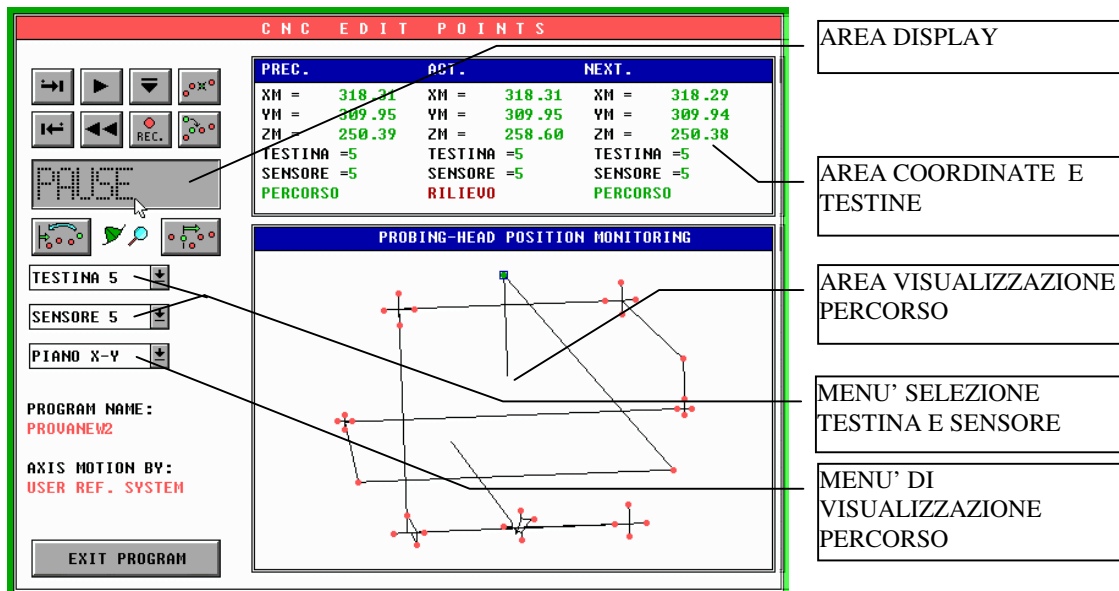 CNC EDIT POINTS
REC.
PAUSE
TESTINA 5
SENSORE 5
PIANO X-Y
PROGRAM NAME:
PROVANEW2
AXIS MOTION BY:
USER REF. SYSTEM
EXIT PROGRAM
PREC. ACT. NEXT.
XM = 318.31 XM = 318.31 XM = 318.29
YM = 309.95 YM = 309.95 YM = 309.94
ZM = 250.39 ZM = 258.60 ZM = 250.38
TESTINA =5 TESTINA =5 TESTINA =5
SENSORE =5 SENSORE =5 SENSORE =5
PERCORSO RILIEVO PERCORSO
PROBING-HEAD POSITION MONITORING
AREA DISPLAY
AREA COORDINATE E
TESTINE
AREA VISUALIZZAZIONE
PERCORSO
MENU' SELEZIONE
TESTINA E SENSORE
MENU' DI
VISUALIZZAZIONE
PERCORSO